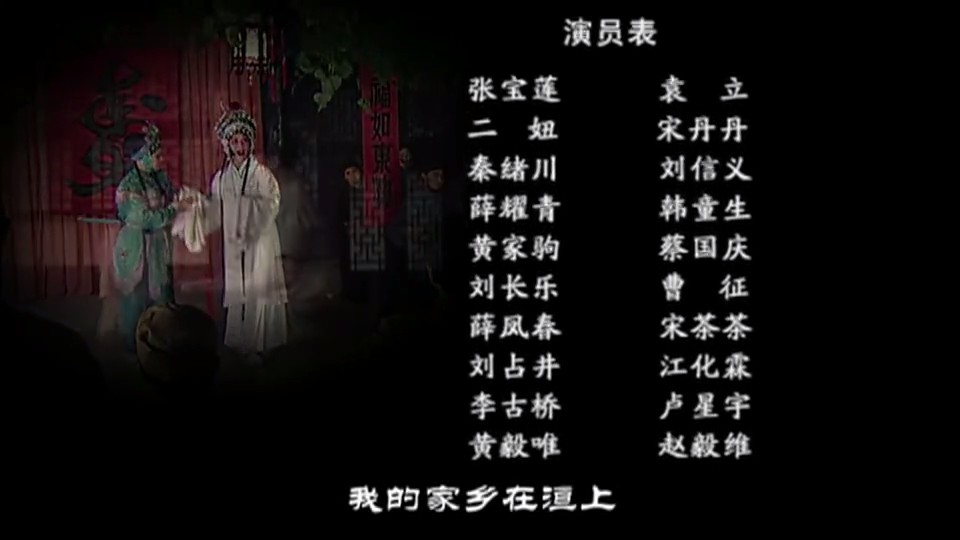 演员表
张宝莲 袁 立
二 妞 宋丹丹
秦绪川 刘信义
薛耀青 韩童生
黄家驹 蔡国庆
刘长乐 曹 征
薛凤春 宋茶茶
刘占井 江化霖
李古桥 卢星宇
黄毅唯 赵毅维
我的家乡在洹上